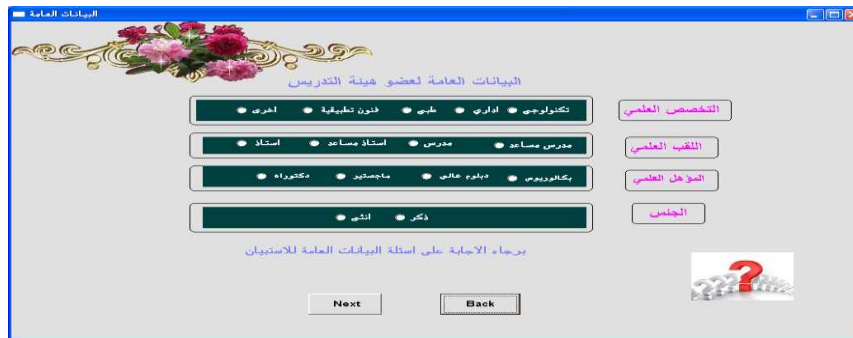 البيانات العامة
البيانات العامة لعضو هيئة التدريس
التخصص العلمي
تكنولوجي اداري طبي فنون تطبيقية اخرى
اللقب العلمي
مدرس مساعد مدرس استاذ مساعد استاذ
المؤهل العلمي
بكالوريوس دبلوم عالي ماجستير دكتوراه
الجنس
ذكر انثى
برجاء الاجابة على اسئلة البيانات العامة للاستبيان
Next Back